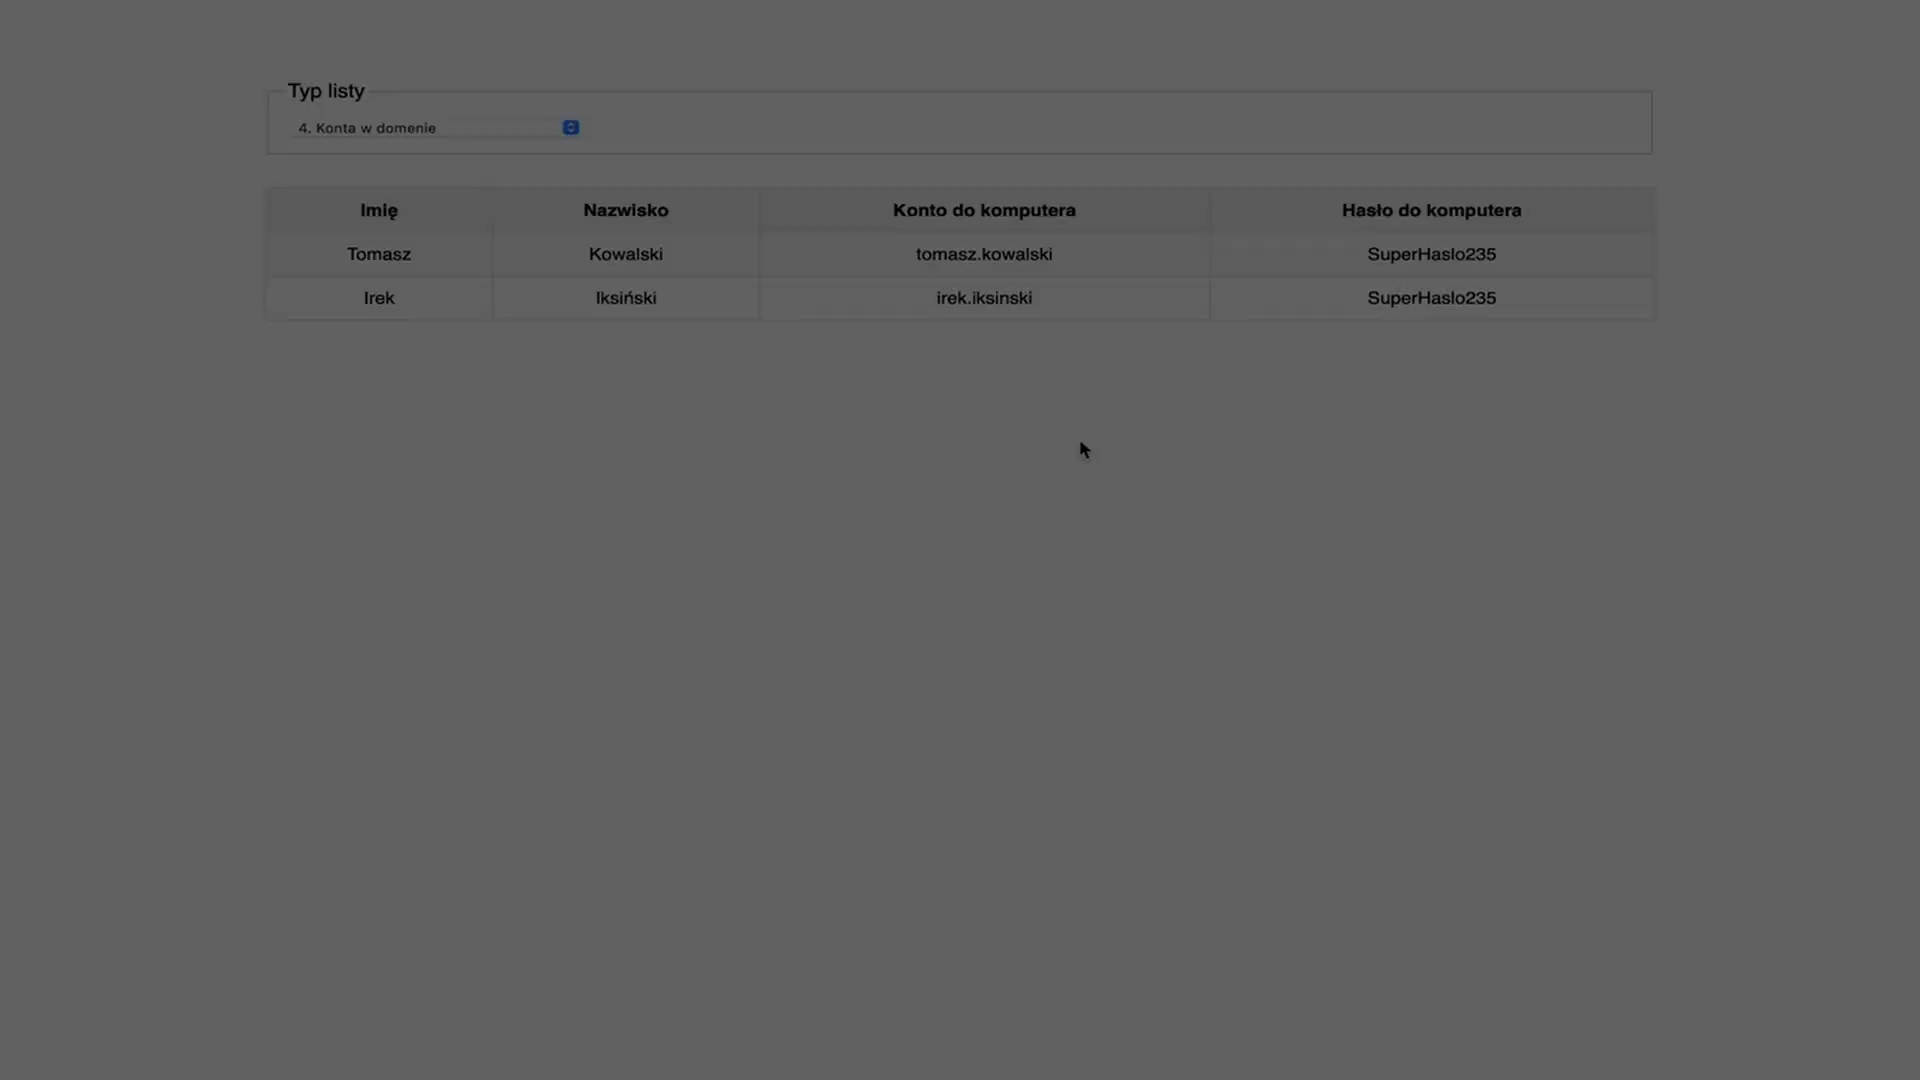 Typ listy
4. Konta w domenie
Imię Nazwisko Konto do komputera Hasło do komputera
Tomasz Kowalski tomasz.kowalski SuperHaslo235
Irek Iksiński irek.iksinski SuperHaslo235